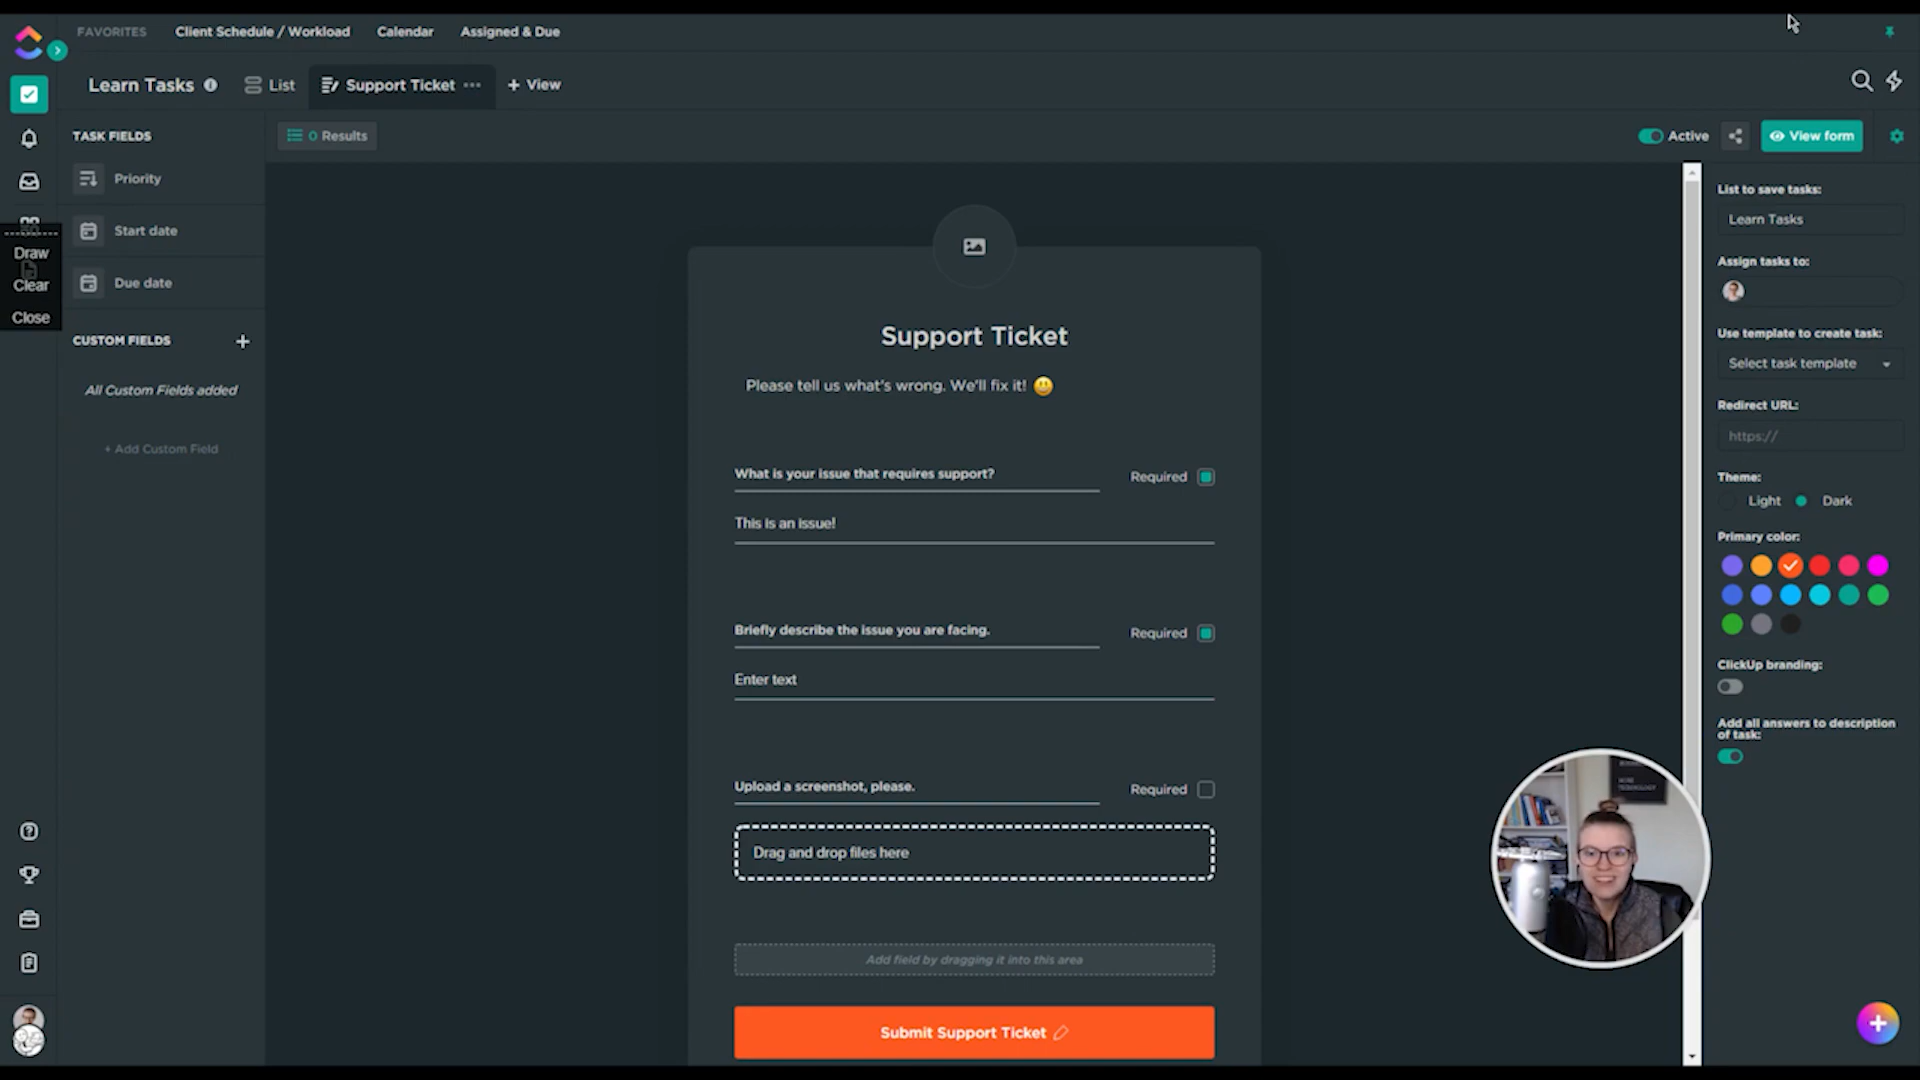 FAVORITES
Client Schedule / Workload
Calendar
Assigned & Due
Learn Tasks
List
Support Ticket
+ View
TASK FIELDS
Priority
Start date
Due date
CUSTOM FIELDS
All Custom Fields added
+ Add Custom Field
Draw
Clear
Close
0 Results
Active
View form
Support Ticket
Please tell us what's wrong. We'll fix it! 😃
What is your issue that requires support?
Required
This is an issue!
Briefly describe the issue you are facing.
Required
Enter text
Upload a screenshot, please.
Required
Drag and drop files here
Add field by dragging it into this area
Submit Support Ticket
List to save tasks:
Learn Tasks
Assign tasks to:
Use template to create task:
Select task template
Redirect URL:
https://
Theme:
Light
Dark
Primary color:
ClickUp branding:
Add all answers to description
of task: